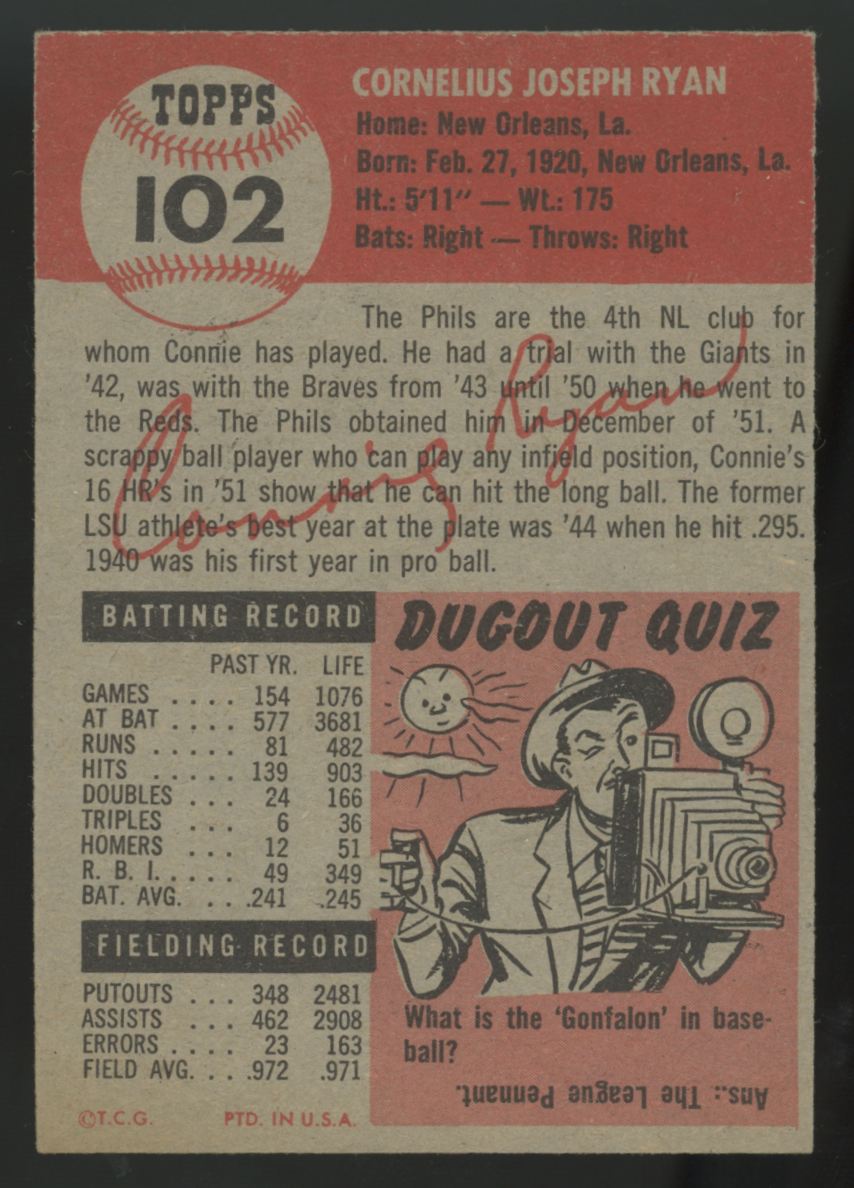 TOPPS
102
CORNELIUS JOSEPH RYAN
Home: New Orleans, La.
Born: Feb. 27, 1920, New Orleans, La.
Ht.: 5'11" — Wt.: 175
Bats: Right — Throws: Right
The Phils are the 4th NL club for
whom Connie has played. He had a trial with the Giants in
'42, was with the Braves from '43 until '50 when he went to
the Reds. The Phils obtained him in December of '51. A
scrappy ball player who can play any infield position, Connie's
16 HR's in '51 show that he can hit the long ball. The former
LSU athlete's best year at the plate was '44 when he hit .295.
1940 was his first year in pro ball.
Connie Ryan
BATTING RECORD
PAST YR. LIFE
GAMES .... 154 1076
AT BAT .... 577 3681
RUNS ..... 81 482
HITS ..... 139 903
DOUBLES ... 24 166
TRIPLES ... 6 36
HOMERS ... 12 51
R. B. I. .... 49 349
BAT. AVG. .. .241 .245
FIELDING RECORD
PUTOUTS ... 348 2481
ASSISTS ... 462 2908
ERRORS .... 23 163
FIELD AVG. .. .972 .971
©T.C.G. PTD. IN U.S.A.
DUGOUT QUIZ
What is the 'Gonfalon' in base-
ball?
Ans.: The League Pennant.